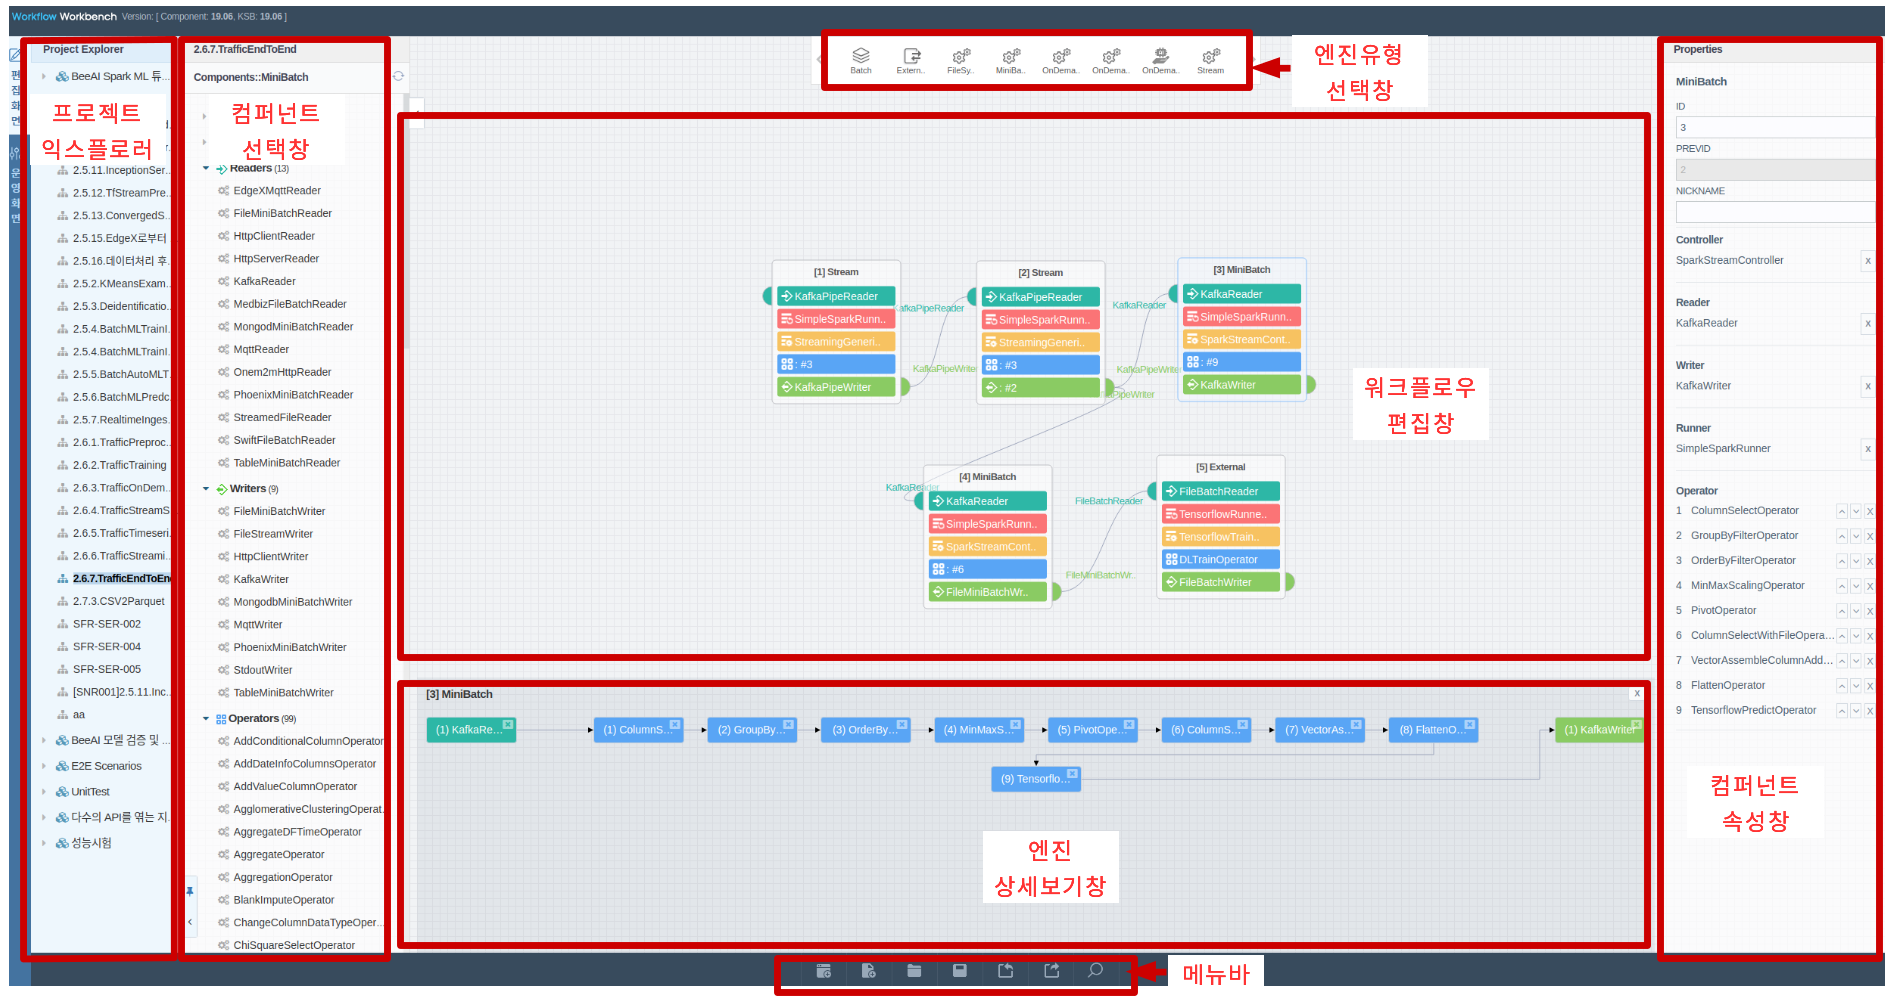 Workflow Workbench Version: [ Component: 19.06, KSB: 19.06 ]
편
집
화
면
운
영
화
면
Project Explorer
BeeAI Spark ML 튜...
프로젝트
익스플로러
2.5.11.InceptionSer...
2.5.12.TfStreamPre...
2.5.13.ConvergedS...
2.5.15.EdgeX로부터
2.5.16.데이터처리 후...
2.5.2.KMeansExam...
2.5.3.Deidentificatio...
2.5.4.BatchMLTrainI...
2.5.4.BatchMLTrainI...
2.5.5.BatchAutoMLT...
2.5.6.BatchMLPredc...
2.5.7.RealtimeInges...
2.6.1.TrafficPreproc...
2.6.2.TrafficTraining
2.6.3.TrafficOnDem...
2.6.4.TrafficStreamS...
2.6.5.TrafficTimeseri...
2.6.6.TrafficStreami...
2.6.7.TrafficEndToEnd
2.7.3.CSV2Parquet
SFR-SER-002
SFR-SER-004
SFR-SER-005
[SNR001]2.5.11.Inc...
aa
BeeAI 모델 검증 및 ...
E2E Scenarios
UnitTest
다수의 API를 엮는 지...
성능시험
2.6.7.TrafficEndToEnd
Components::MiniBatch
컴퍼넌트
선택창
Readers (13)
EdgeXMqttReader
FileMiniBatchReader
HttpClientReader
HttpServerReader
KafkaReader
MedbizFileBatchReader
MongodMiniBatchReader
MqttReader
Onem2mHttpReader
PhoenixMiniBatchReader
StreamedFileReader
SwiftFileBatchReader
TableMiniBatchReader
Writers (9)
FileMiniBatchWriter
FileStreamWriter
HttpClientWriter
KafkaWriter
MongodbMiniBatchWriter
MqttWriter
PhoenixMiniBatchWriter
StdoutWriter
TableMiniBatchWriter
Operators (99)
AddConditionalColumnOperator
AddDateInfoColumnsOperator
AddValueColumnOperator
AgglomerativeClusteringOperat...
AggregateDFTimeOperator
AggregateOperator
AggregationOperator
BlankImputeOperator
ChangeColumnDataTypeOper...
ChiSquareSelectOperator
Batch Extern.. FileSy.. MiniBa.. OnDema.. OnDema.. OnDema.. Stream
엔진유형
선택창
[1] Stream
KafkaPipeReader
SimpleSparkRunn..
StreamingGeneri..
: #3
KafkaPipeWriter
KafkaPipeReader
KafkaPipeWriter
[2] Stream
KafkaPipeReader
SimpleSparkRunn..
StreamingGeneri..
: #3
: #2
KafkaReader
KafkaPipeWriter
KafkaPipeWriter
[3] MiniBatch
KafkaReader
SimpleSparkRunn..
SparkStreamCont..
: #9
KafkaWriter
워크플로우
편집창
KafkaReader
[4] MiniBatch
KafkaReader
SimpleSparkRunn..
SparkStreamCont..
: #6
FileMiniBatchWr..
FileBatchReader
FileMiniBatchWr..
[5] External
FileBatchReader
TensorflowRunne..
TensorflowTrain..
DLTrainOperator
FileBatchWriter
[3] MiniBatch X
(1) KafkaRe... (1) ColumnS... (2) GroupBy... (3) OrderBy... (4) MinMaxS... (5) PivotOpe... (6) ColumnS... (7) VectorAs... (8) FlattenO... (1) KafkaWriter
(9) Tensorflo...
엔진
상세보기창
메뉴바
Properties
MiniBatch
ID
3
PREVID
2
NICKNAME
Controller
SparkStreamController X
Reader
KafkaReader X
Writer
KafkaWriter X
Runner
SimpleSparkRunner X
Operator
1 ColumnSelectOperator X
2 GroupByFilterOperator X
3 OrderByFilterOperator X
4 MinMaxScalingOperator X
5 PivotOperator X
6 ColumnSelectWithFileOpera... X
7 VectorAssembleColumnAdd... X
8 FlattenOperator X
9 TensorflowPredictOperator X
컴퍼넌트
속성창